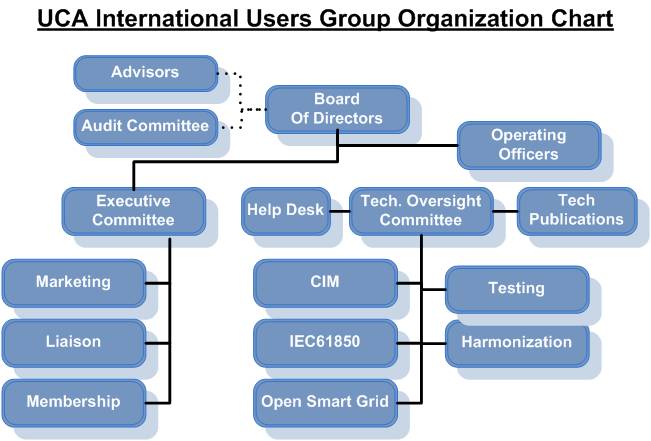 UCA International Users Group Organization Chart
Advisors
Audit Committee
Board
Of Directors
Operating
Officers
Executive
Committee
Help Desk
Tech. Oversight
Committee
Tech
Publications
Marketing
Liaison
Membership
CIM
IEC61850
Open Smart Grid
Testing
Harmonization